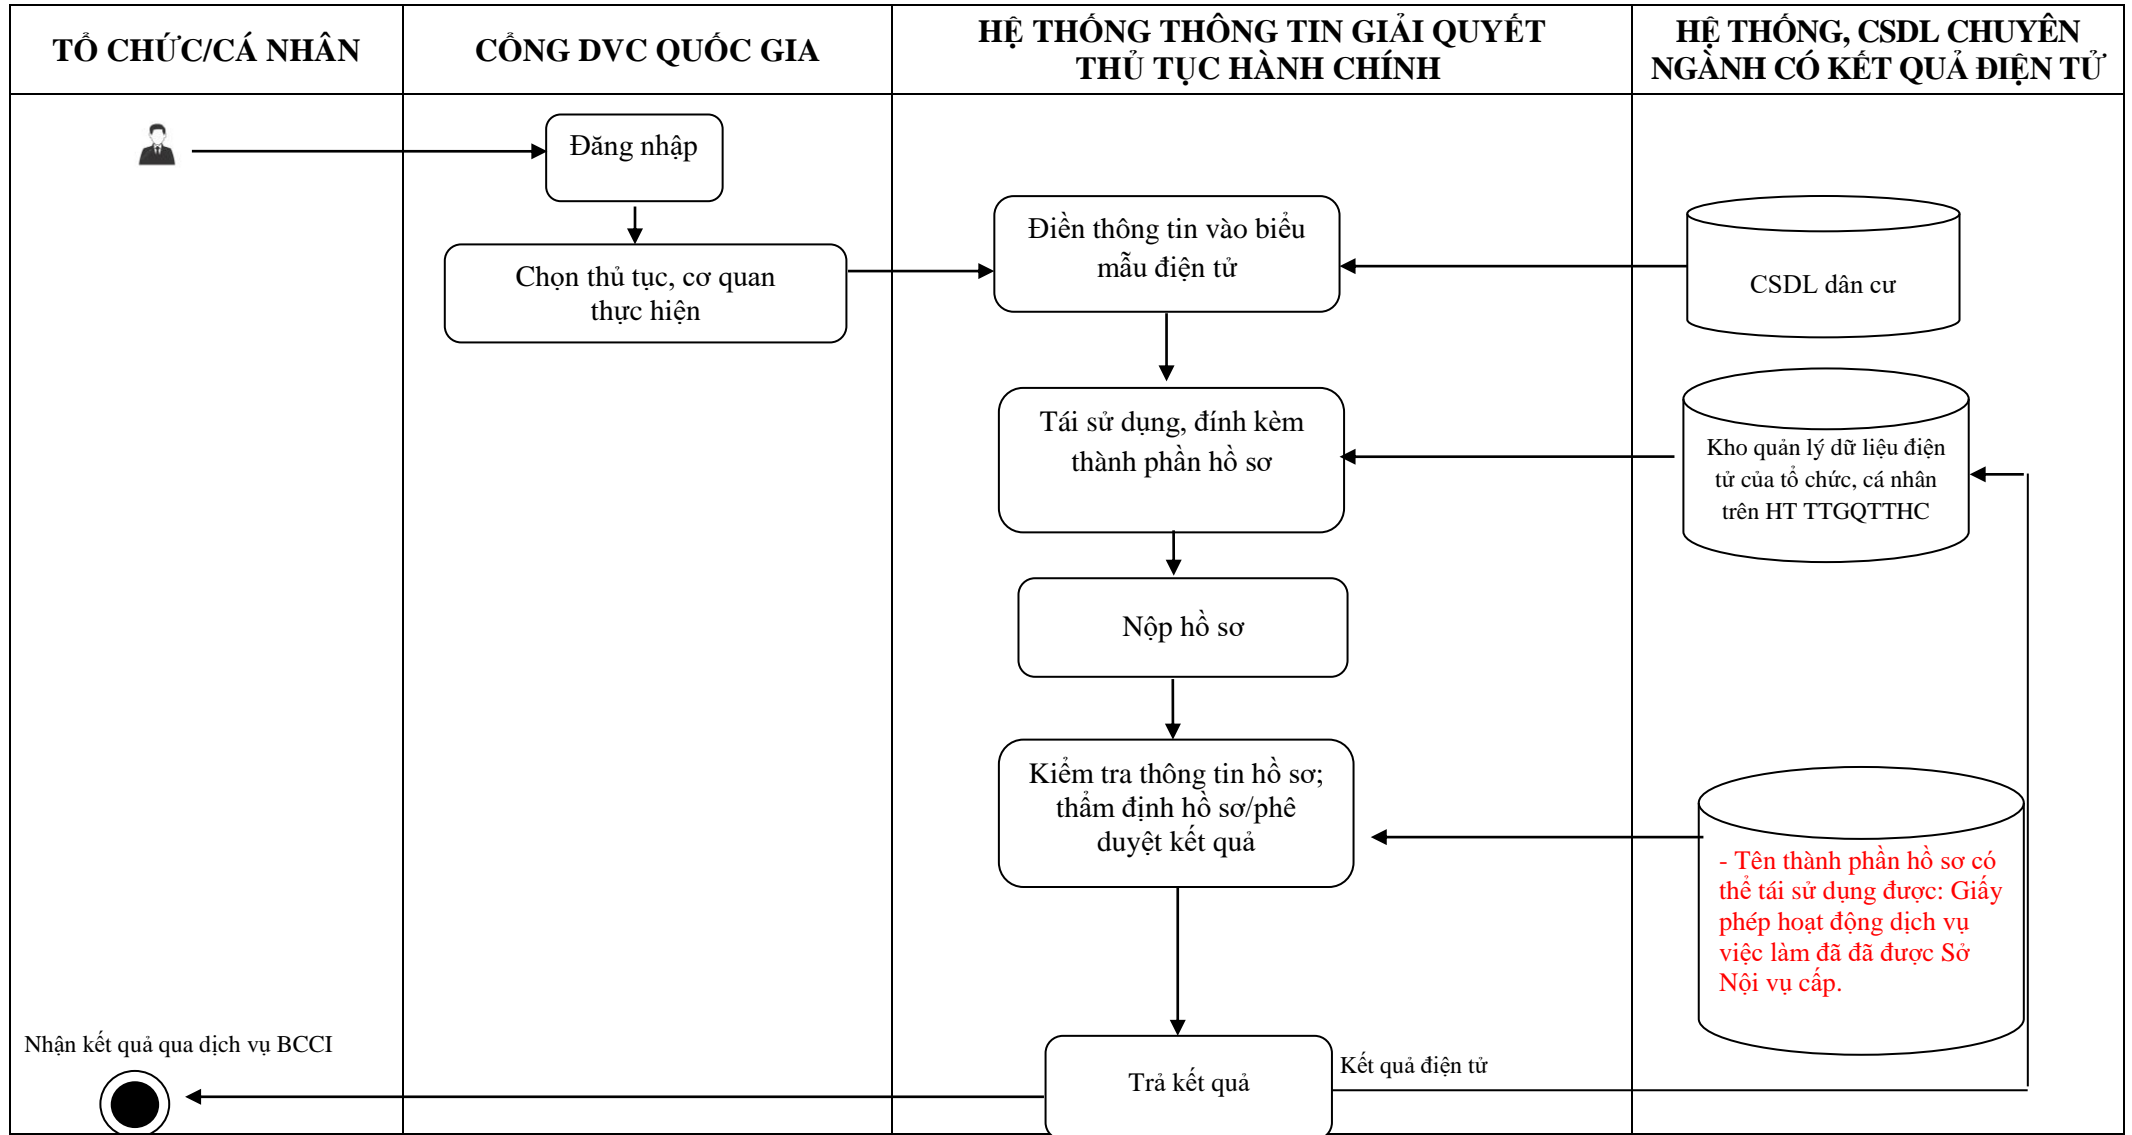 TỔ CHỨC/CÁ NHÂN
CỔNG DVC QUỐC GIA
HỆ THỐNG THÔNG TIN GIẢI QUYẾT
THỦ TỤC HÀNH CHÍNH
HỆ THỐNG, CSDL CHUYÊN
NGÀNH CÓ KẾT QUẢ ĐIỆN TỬ
Đăng nhập
Chọn thủ tục, cơ quan
thực hiện
Điền thông tin vào biểu
mẫu điện tử
CSDL dân cư
Tái sử dụng, đính kèm
thành phần hồ sơ
Kho quản lý dữ liệu điện
tử của tổ chức, cá nhân
trên HT TTGQTTHC
Nộp hồ sơ
Kiểm tra thông tin hồ sơ;
thẩm định hồ sơ/phê
duyệt kết quả
- Tên thành phần hồ sơ có
thể tái sử dụng được: Giấy
phép hoạt động dịch vụ
việc làm đã đã được Sở
Nội vụ cấp.
Nhận kết quả qua dịch vụ BCCI
Trả kết quả
Kết quả điện tử